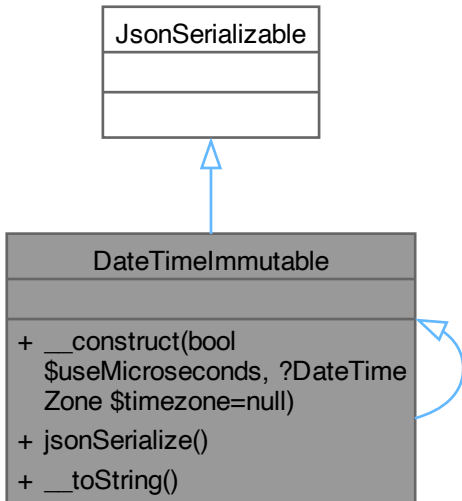 JsonSerializable
DateTimeImmutable
+ __construct(bool
$useMicroseconds, ?DateTime
Zone $timezone=null)
+ jsonSerialize()
+ __toString()